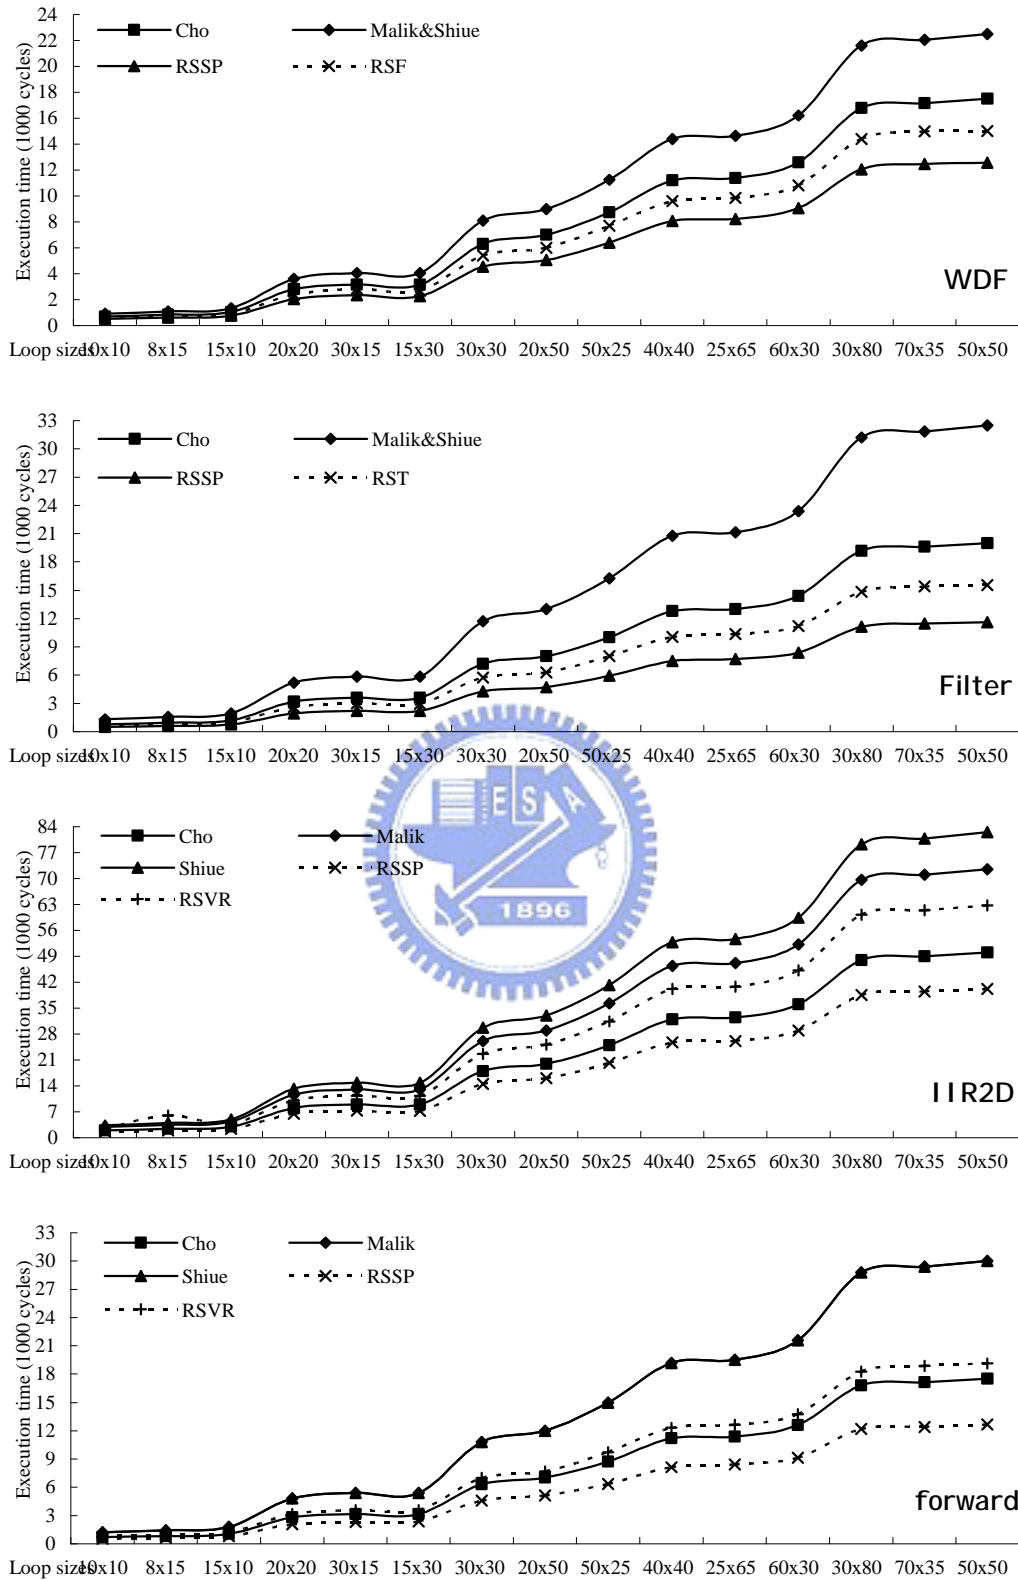 24
22
20
18
16
14
12
10
8
6
4
2
0
Execution time (1000 cycles)
Cho
Malik&Shiue
RSSP
RSF
WDF
Loop sizes 10x10 8x15 15x10 20x20 30x15 15x30 30x30 20x50 50x25 40x40 25x65 60x30 30x80 70x35 50x50
33
30
27
24
21
18
15
12
9
6
3
0
Execution time (1000 cycles)
Cho
Malik&Shiue
RSSP
RST
Filter
Loop sizes 10x10 8x15 15x10 20x20 30x15 15x30 30x30 20x50 50x25 40x40 25x65 60x30 30x80 70x35 50x50
84
77
70
63
56
49
42
35
28
21
14
7
0
Execution time (1000 cycles)
Cho
Malik
Shiue
RSSP
RSVR
ESA
1896
IIR2D
Loop sizes 10x10 8x15 15x10 20x20 30x15 15x30 30x30 20x50 50x25 40x40 25x65 60x30 30x80 70x35 50x50
33
30
27
24
21
18
15
12
9
6
3
0
Execution time (1000 cycles)
Cho
Malik
Shiue
RSSP
RSVR
forward
Loop sizes 10x10 8x15 15x10 20x20 30x15 15x30 30x30 20x50 50x25 40x40 25x65 60x30 30x80 70x35 50x50